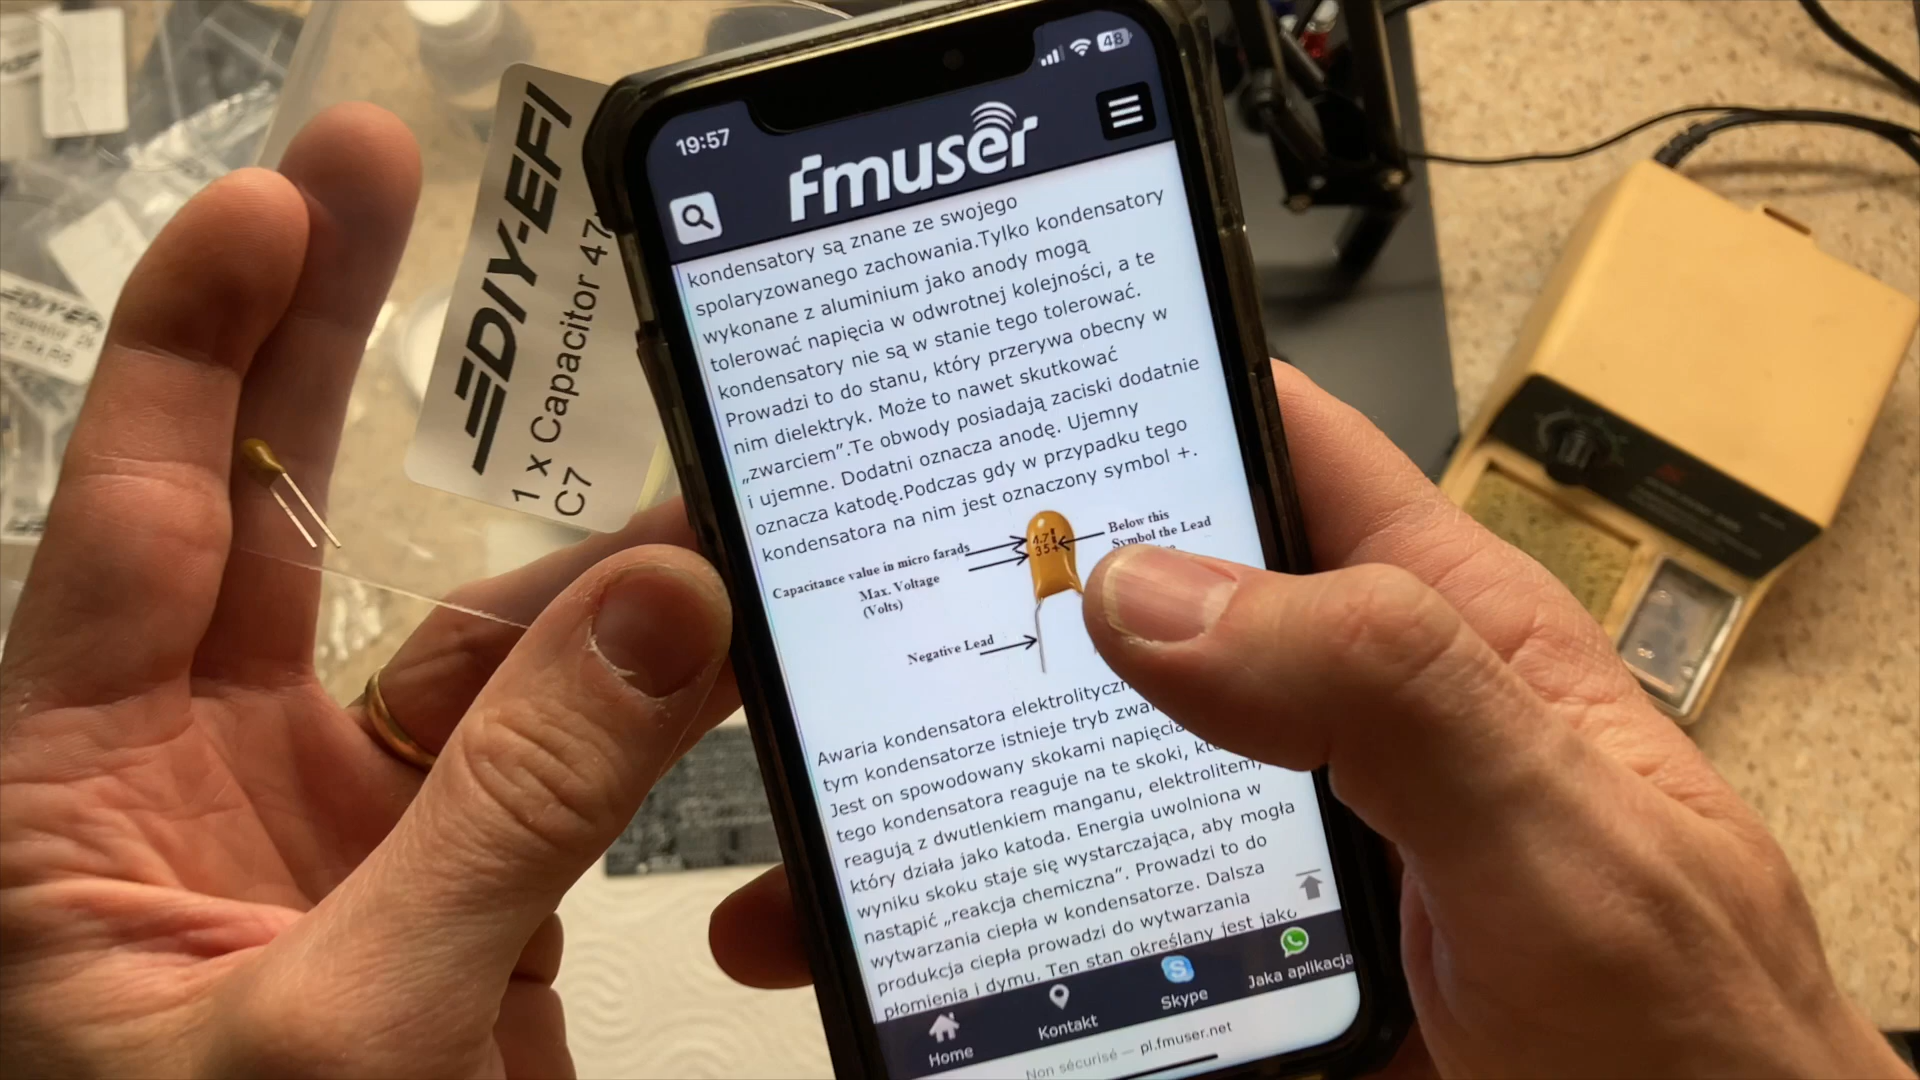 19:57
48
Fmuser
kondensatory są znane ze swojego
spolaryzowanego zachowania.Tylko kondensatory
wykonane z aluminium jako anody mogą
tolerować napięcia w odwrotnej kolejności, a te
kondensatory nie są w stanie tego tolerować.
Prowadzi to do stanu, który przerywa obecny w
nim dielektryk. Może to nawet skutkować
„zwarciem”.Te obwody posiadają zaciski dodatnie
i ujemne. Dodatni oznacza anodę. Ujemny
oznacza katodę.Podczas gdy w przypadku tego
kondensatora na nim jest oznaczony symbol +.
Capacitance value in micro farads
Max. Voltage
(Volts)
Negative Lead
4.7
35+
Below this
Symbol the Lead
Awaria kondensatora elektrolityczn
tym kondensatorze istnieje tryb zwa
Jest on spowodowany skokami napięcia
tego kondensatora reaguje na te skoki, kt
reagują z dwutlenkiem manganu, elektrolitem,
który działa jako katoda. Energia uwolniona w
wyniku skoku staje się wystarczająca, aby mogła
nastąpić „reakcja chemiczna”. Prowadzi to do
wytwarzania ciepła w kondensatorze. Dalsza
produkcja ciepła prowadzi do wytwarzania
płomienia i dymu. Ten stan określany jest jako
Home
Kontakt
Skype
Jaka aplikacja
Non sécurisé — pl.fmuser.net
DIY-EFI
1 x Capacitor 47
C7